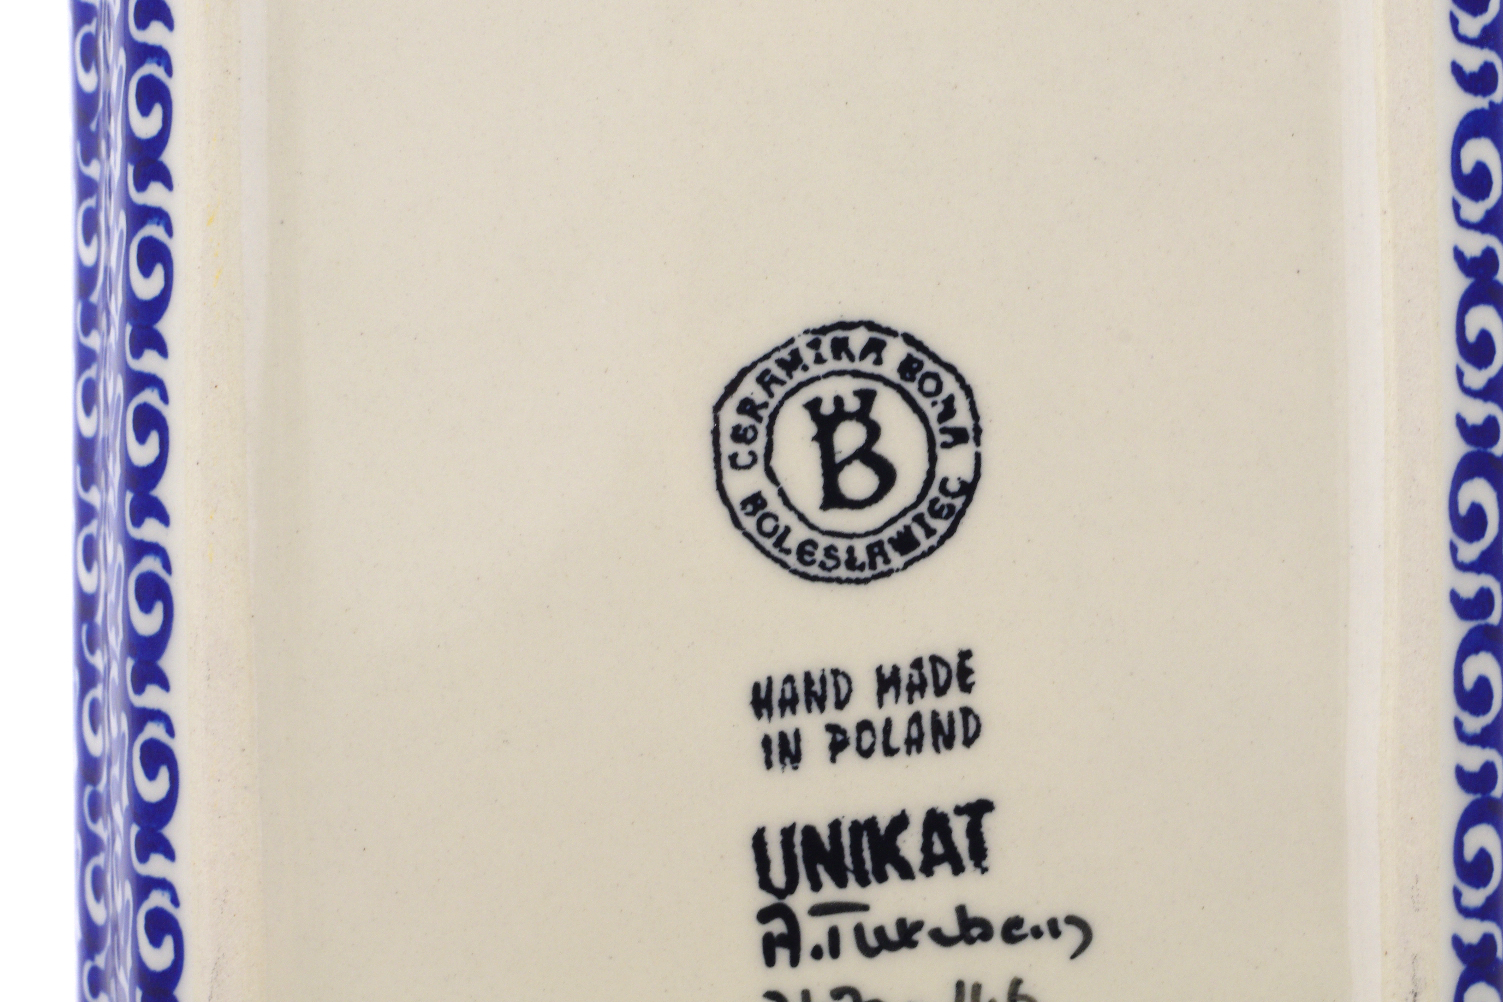 CERAMIKA BONA
B
BOLESŁAWIEC
HAND MADE
IN POLAND
UNIKAT